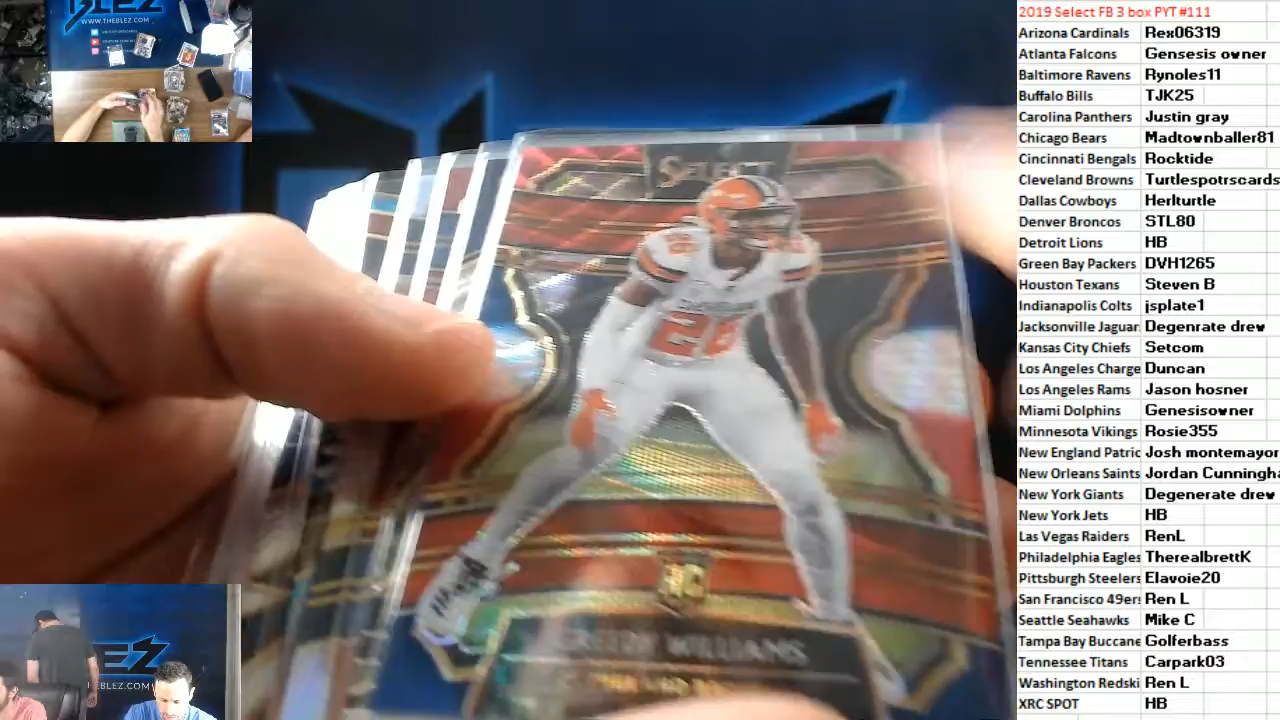 BLEZ
WWW.THEBLEZ.COM
2019 Select FB 3 box PYT #111
Arizona Cardinals Rex06319
Atlanta Falcons Gensesis owner
Baltimore Ravens Rynoles11
Buffalo Bills TJK25
Carolina Panthers Justin gray
Chicago Bears Madtownballer81
Cincinnati Bengals Rocktide
Cleveland Browns Turtlespotrscards
Dallas Cowboys Herlturtle
Denver Broncos STL80
Detroit Lions HB
Green Bay Packers DVH1265
Houston Texans Steven B
Indianapolis Colts jsplate1
Jacksonville Jaguar Degenrate drew
Kansas City Chiefs Setcom
Los Angeles Charge Duncan
Los Angeles Rams Jason hosner
Miami Dolphins Genesisowner
Minnesota Vikings Rosie355
New England Patric Josh montemayor
New Orleans Saints Jordan Cunningha
New York Giants Degenerate drew
New York Jets HB
Las Vegas Raiders RenL
Philadelphia Eagles TherealbrettK
Pittsburgh Steelers Elavoie20
San Francisco 49ers Ren L
Seattle Seahawks Mike C
Tampa Bay Buccane Golferbass
Tennessee Titans Carpark03
Washington Redski Ren L
XRC SPOT HB
SELECT
26
WILLIAMS
EZ
EBLEZ.COM